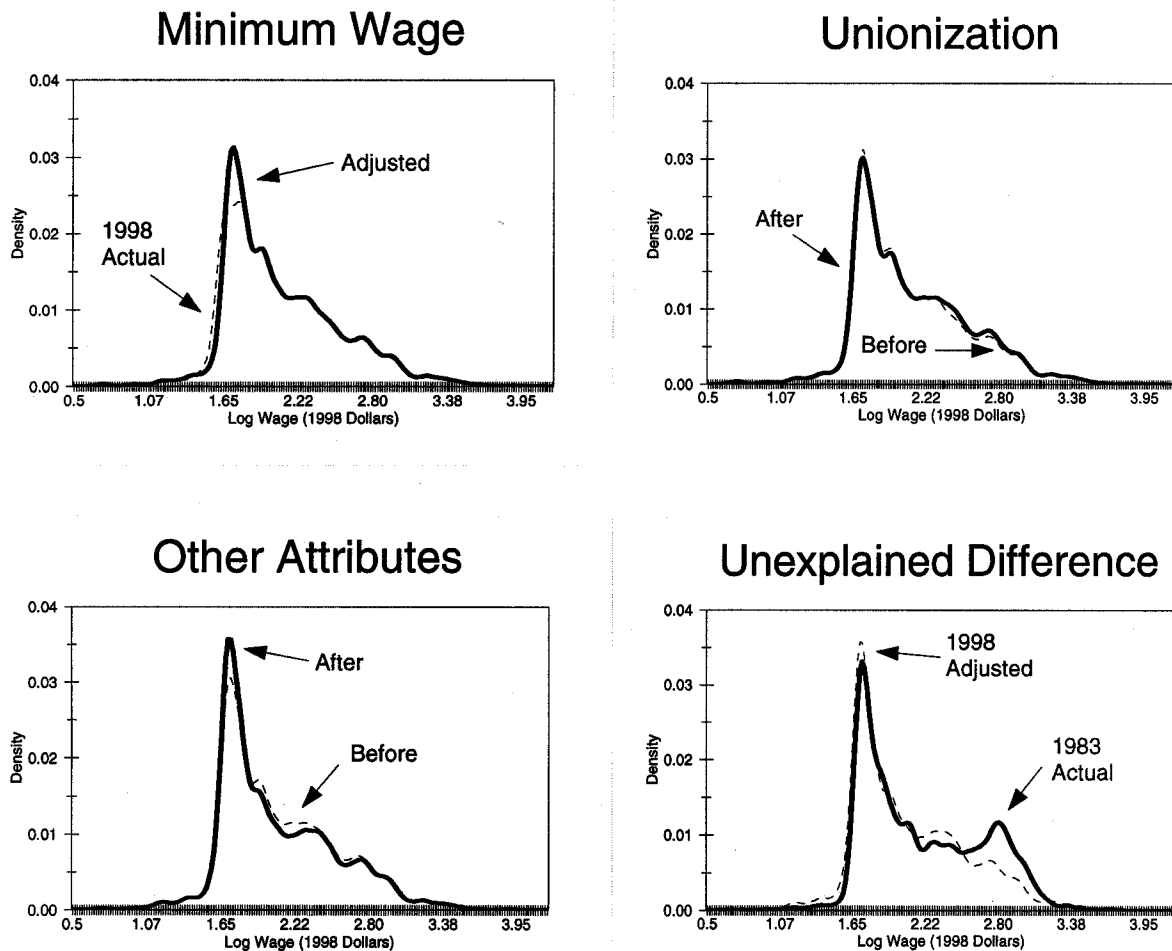 Minimum Wage
0.04
0.03
0.02
0.01
0.00
Density
1998
Actual
Adjusted
0.5 1.07 1.65 2.22 2.80 3.38 3.95
Log Wage (1998 Dollars)
Unionization
0.04
0.03
0.02
0.01
0.00
Density
After
Before
0.5 1.07 1.65 2.22 2.80 3.38 3.95
Log Wage (1998 Dollars)
Other Attributes
0.04
0.03
0.02
0.01
0.00
Density
After
Before
0.5 1.07 1.65 2.22 2.80 3.38 3.95
Log Wage (1998 Dollars)
Unexplained Difference
0.04
0.03
0.02
0.01
0.00
Density
1998
Adjusted
1983
Actual
0.5 1.07 1.65 2.22 2.80 3.38 3.95
Log Wage (1998 Dollars)